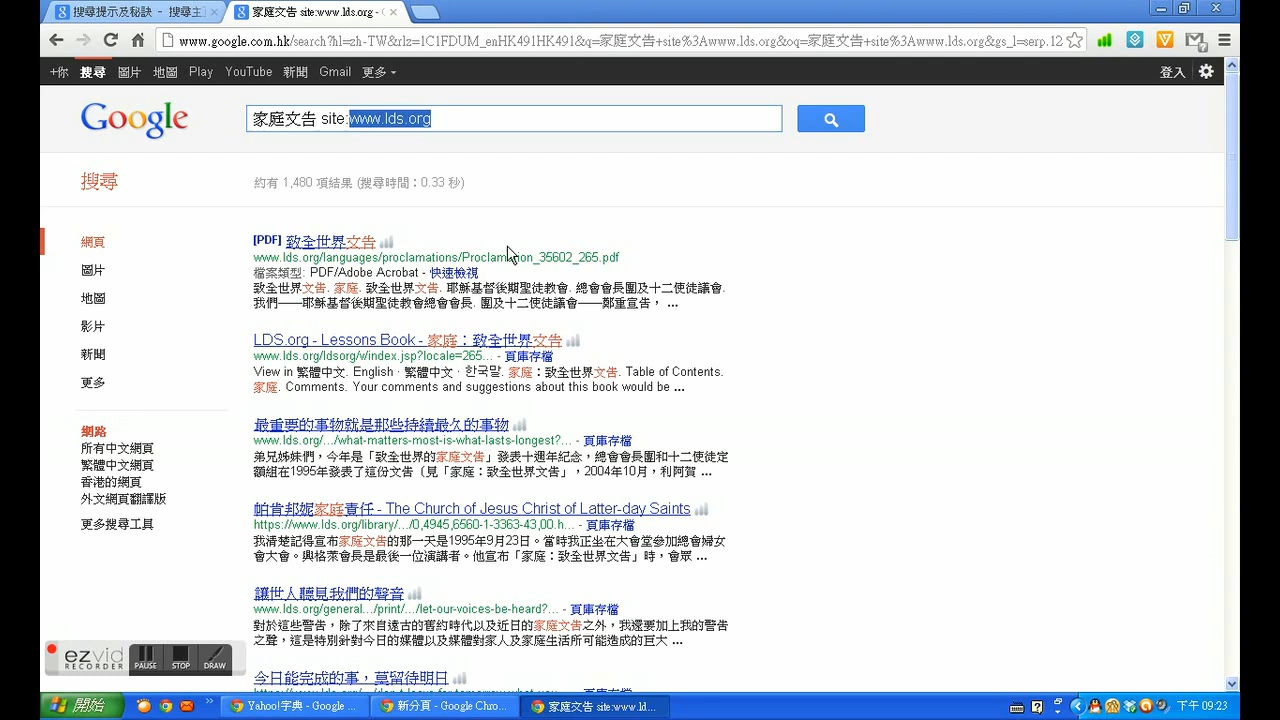 搜尋提示及秘訣 - 搜尋主
家庭文告 site:www.lds.org - G
www.google.com.hk/search?hl=zh-TW&rlz=1C1FDUM_enHK491HK491&q=家庭文告+site%3Awww.lds.org&oq=家庭文告+site%3Awww.lds.org&gs_l=serp.12
+你 搜尋 圖片 地圖 Play YouTube 新聞 Gmail 更多
登入
Google
家庭文告 site:www.lds.org
搜尋
約有 1,480 項結果 (搜尋時間：0.33 秒)
網頁
圖片
地圖
影片
新聞
更多
網路
所有中文網頁
繁體中文網頁
香港的網頁
外文網頁翻譯版
更多搜尋工具
[PDF] 致全世界文告
www.lds.org/languages/proclamations/Proclamation_35602_265.pdf
檔案類型: PDF/Adobe Acrobat - 快速檢視
致全世界文告. 家庭. 致全世界文告. 耶穌基督後期聖徒教會. 總會會長團及十二使徒議會.
我們——耶穌基督後期聖徒教會總會會長. 團及十二使徒議會——鄭重宣告， ...
LDS.org - Lessons Book - 家庭：致全世界文告
www.lds.org/ldsorg/v/index.jsp?locale=265... - 頁庫存檔
View in 繁體中文. English · 繁體中文 · 한국말. 家庭：致全世界文告. Table of Contents.
家庭. Comments. Your comments and suggestions about this book would be ...
最重要的事物就是那些持續最久的事物
www.lds.org/.../what-matters-most-is-what-lasts-longest?... - 頁庫存檔
弟兄姊妹們，今年是「致全世界的家庭文告」發表十週年紀念，總會會長團和十二使徒定
額組在1995年發表了這份文告〔見「家庭：致全世界文告」，2004年10月，利阿賀 ...
帕肯邦妮家庭責任 - The Church of Jesus Christ of Latter-day Saints
https://www.lds.org/library/.../0,4945,6560-1-3363-43,00.h... - 頁庫存檔
我清楚記得宣布家庭文告的那一天是1995年9月23日。當時我正坐在大會堂參加總會婦女
會大會。興格萊會長是最後一位演講者。他宣布「家庭：致全世界文告」時，會眾 ...
讓世人聽見我們的聲音
www.lds.org/general.../print/.../let-our-voices-be-heard?... - 頁庫存檔
對於這些警告，除了來自遠古的舊約時代以及近日的家庭文告之外，我還要加上我的警告
之聲，這是特別針對今日的媒體以及媒體對家人及家庭生活所可能造成的巨大 ...
今日能完成的事，莫留待明日
ezvid
RECORDER
PAUSE STOP DRAW
開始
Yahoo!字典 - Google ...
新分頁 - Google Chro...
家庭文告 site:www.ld...
下午 09:23